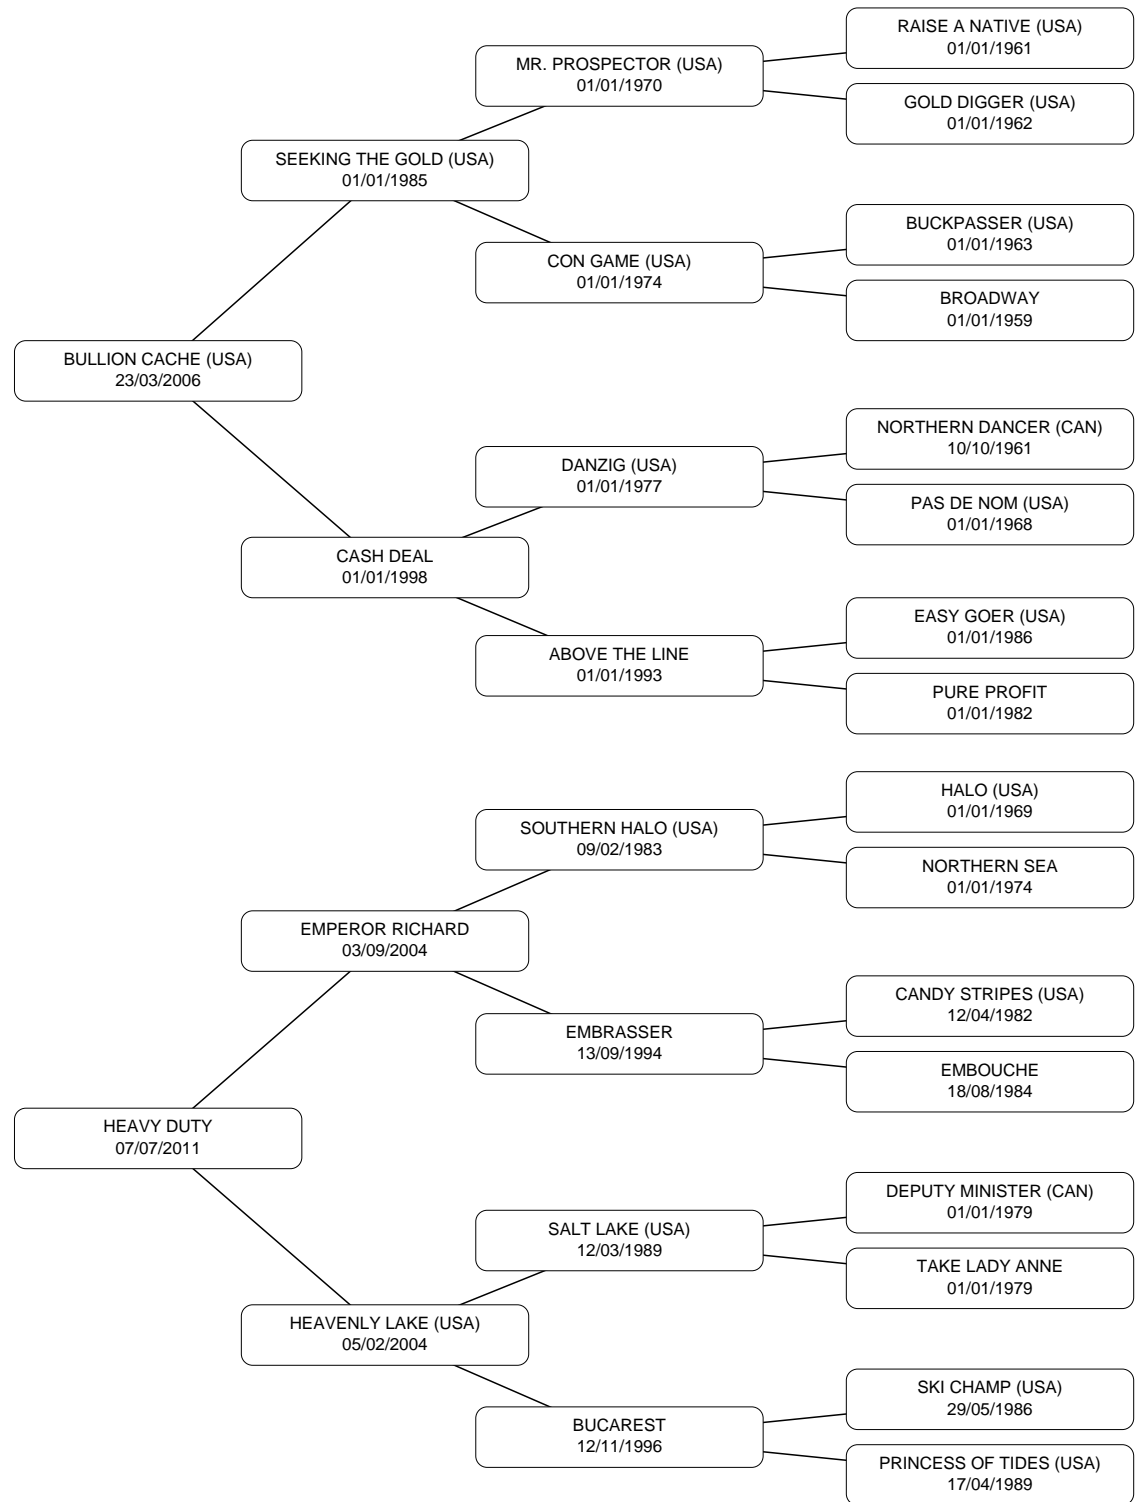 RAISE A NATIVE (USA)
01/01/1961
MR. PROSPECTOR (USA)
01/01/1970
GOLD DIGGER (USA)
01/01/1962
SEEKING THE GOLD (USA)
01/01/1985
BUCKPASSER (USA)
01/01/1963
CON GAME (USA)
01/01/1974
BROADWAY
01/01/1959
BULLION CACHE (USA)
23/03/2006
NORTHERN DANCER (CAN)
10/10/1961
DANZIG (USA)
01/01/1977
PAS DE NOM (USA)
01/01/1968
CASH DEAL
01/01/1998
EASY GOER (USA)
01/01/1986
ABOVE THE LINE
01/01/1993
PURE PROFIT
01/01/1982
HALO (USA)
01/01/1969
SOUTHERN HALO (USA)
09/02/1983
NORTHERN SEA
01/01/1974
EMPEROR RICHARD
03/09/2004
CANDY STRIPES (USA)
12/04/1982
EMBRASSER
13/09/1994
EMBOUCHE
18/08/1984
HEAVY DUTY
07/07/2011
DEPUTY MINISTER (CAN)
01/01/1979
SALT LAKE (USA)
12/03/1989
TAKE LADY ANNE
01/01/1979
HEAVENLY LAKE (USA)
05/02/2004
SKI CHAMP (USA)
29/05/1986
BUCAREST
12/11/1996
PRINCESS OF TIDES (USA)
17/04/1989